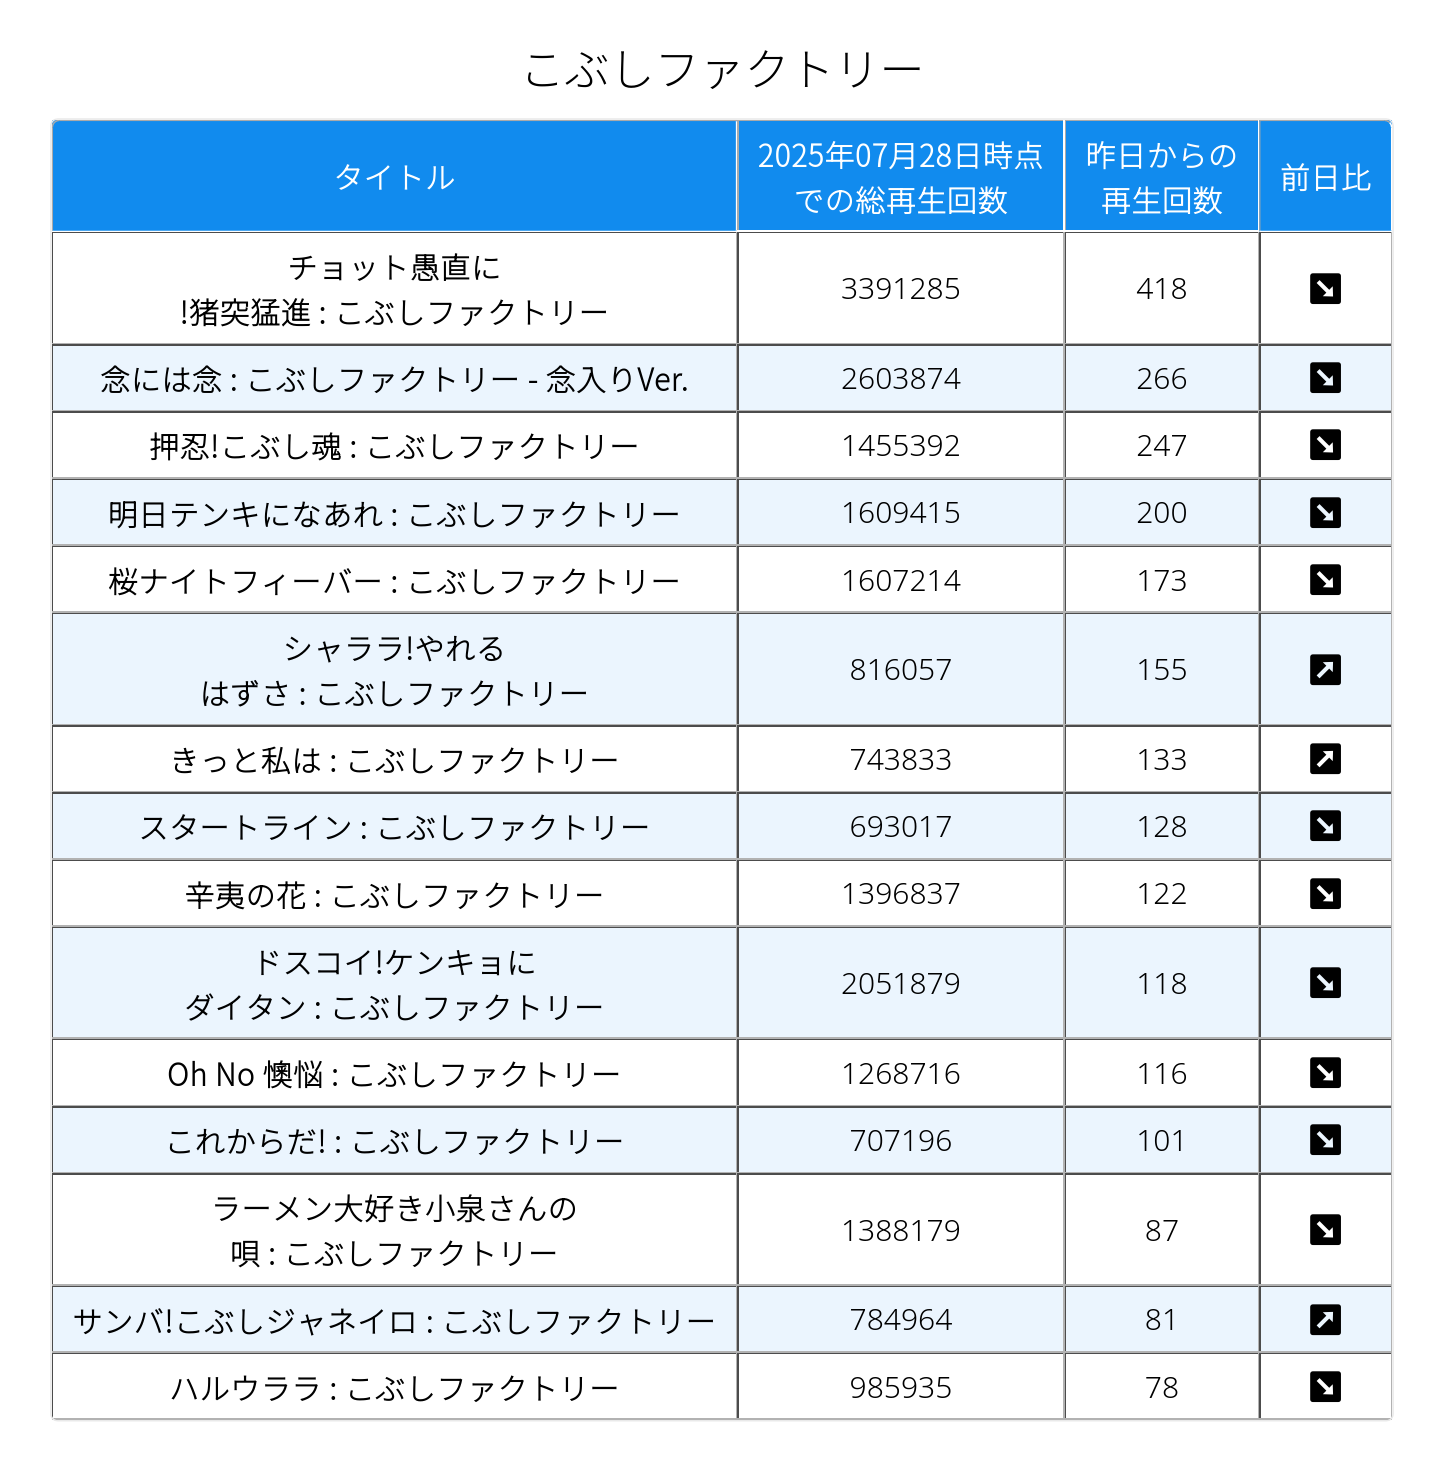 こぶしファクトリー
タイトル
2025年07月28日時点
での総再生回数
昨日からの
再生回数
前日比
チョット愚直に
!猪突猛進 : こぶしファクトリー
3391285
418
念には念 : こぶしファクトリー - 念入りVer.
2603874
266
押忍!こぶし魂 : こぶしファクトリー
1455392
247
明日テンキになあれ : こぶしファクトリー
1609415
200
桜ナイトフィーバー : こぶしファクトリー
1607214
173
シャララ!やれる
はずさ : こぶしファクトリー
816057
155
きっと私は : こぶしファクトリー
743833
133
スタートライン : こぶしファクトリー
693017
128
辛夷の花 : こぶしファクトリー
1396837
122
ドスコイ!ケンキョに
ダイタン : こぶしファクトリー
2051879
118
Oh No 懊悩 : こぶしファクトリー
1268716
116
これからだ! : こぶしファクトリー
707196
101
ラーメン大好き小泉さんの
唄 : こぶしファクトリー
1388179
87
サンバ!こぶしジャネイロ : こぶしファクトリー
784964
81
ハルウララ : こぶしファクトリー
985935
78